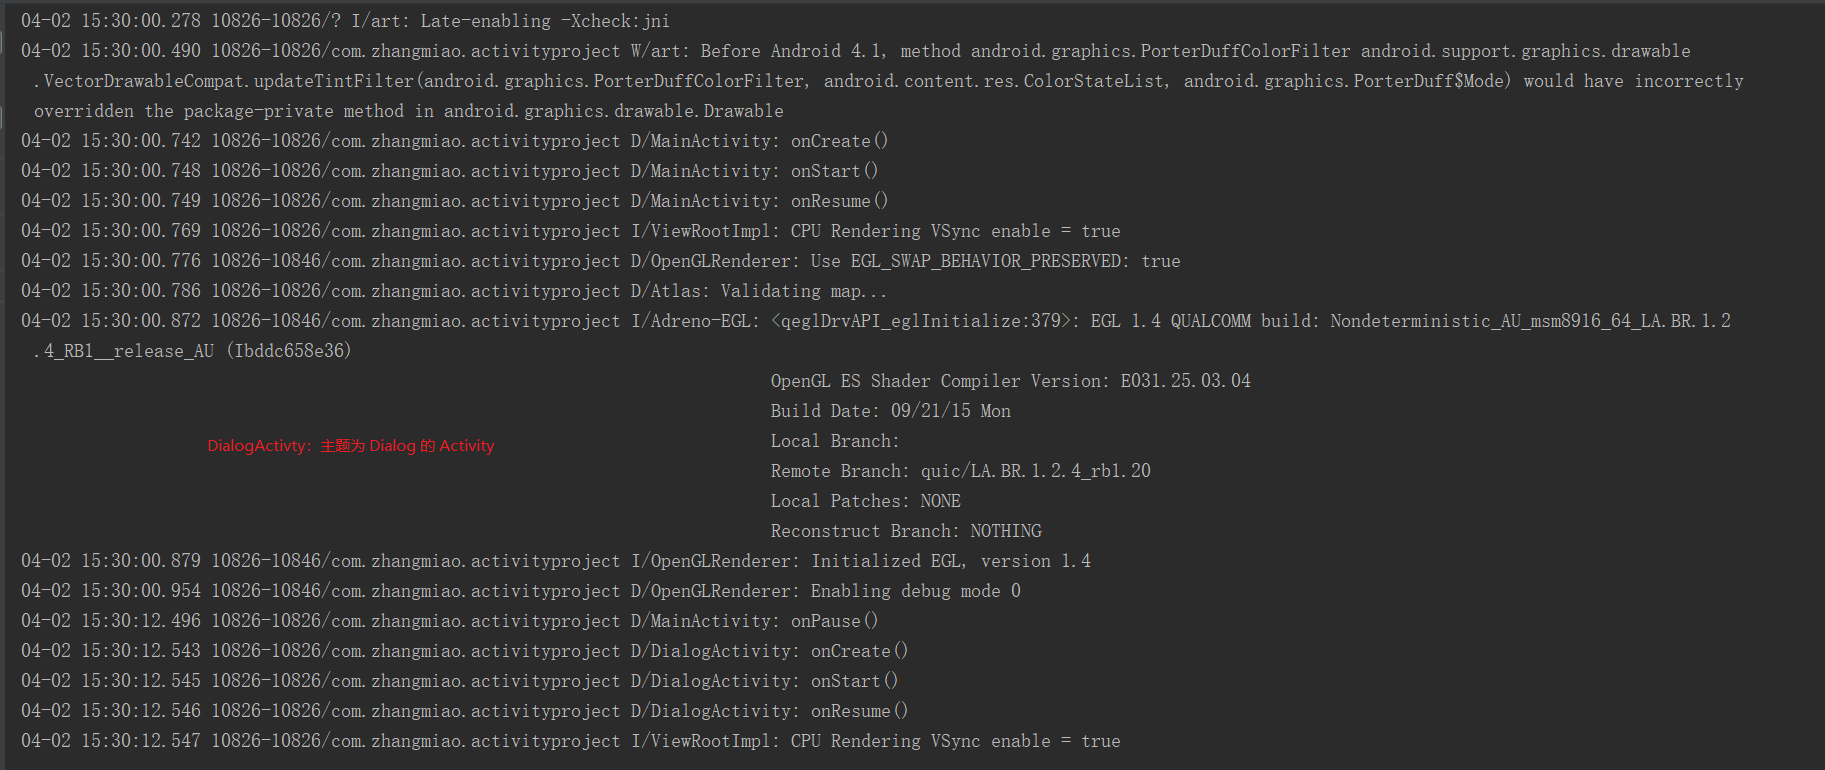 04-02 15:30:00.278 10826-10826/? I/art: Late-enabling -Xcheck:jni
04-02 15:30:00.490 10826-10826/com.zhangmiao.activityproject W/art: Before Android 4.1, method android.graphics.PorterDuffColorFilter android.support.graphics.drawable
.VectorDrawableCompat.updateTintFilter(android.graphics.PorterDuffColorFilter, android.content.res.ColorStateList, android.graphics.PorterDuff$Mode) would have incorrectly
overridden the package-private method in android.graphics.drawable.Drawable
04-02 15:30:00.742 10826-10826/com.zhangmiao.activityproject D/MainActivity: onCreate()
04-02 15:30:00.748 10826-10826/com.zhangmiao.activityproject D/MainActivity: onStart()
04-02 15:30:00.749 10826-10826/com.zhangmiao.activityproject D/MainActivity: onResume()
04-02 15:30:00.769 10826-10826/com.zhangmiao.activityproject I/ViewRootImpl: CPU Rendering VSync enable = true
04-02 15:30:00.776 10826-10846/com.zhangmiao.activityproject D/OpenGLRenderer: Use EGL_SWAP_BEHAVIOR_PRESERVED: true
04-02 15:30:00.786 10826-10826/com.zhangmiao.activityproject D/Atlas: Validating map...
04-02 15:30:00.872 10826-10846/com.zhangmiao.activityproject I/Adreno-EGL: <qeglDrvAPI_eglInitialize:379>: EGL 1.4 QUALCOMM build: Nondeterministic_AU_msm8916_64_LA.BR.1.2
.4_RB1__release_AU (Ibddc658e36)
OpenGL ES Shader Compiler Version: E031.25.03.04
Build Date: 09/21/15 Mon
Local Branch:
DialogActivty：主题为 Dialog 的 Activity
Remote Branch: quic/LA.BR.1.2.4_rb1.20
Local Patches: NONE
Reconstruct Branch: NOTHING
04-02 15:30:00.879 10826-10846/com.zhangmiao.activityproject I/OpenGLRenderer: Initialized EGL, version 1.4
04-02 15:30:00.954 10826-10846/com.zhangmiao.activityproject D/OpenGLRenderer: Enabling debug mode 0
04-02 15:30:12.496 10826-10826/com.zhangmiao.activityproject D/MainActivity: onPause()
04-02 15:30:12.543 10826-10826/com.zhangmiao.activityproject D/DialogActivity: onCreate()
04-02 15:30:12.545 10826-10826/com.zhangmiao.activityproject D/DialogActivity: onStart()
04-02 15:30:12.546 10826-10826/com.zhangmiao.activityproject D/DialogActivity: onResume()
04-02 15:30:12.547 10826-10826/com.zhangmiao.activityproject I/ViewRootImpl: CPU Rendering VSync enable = true